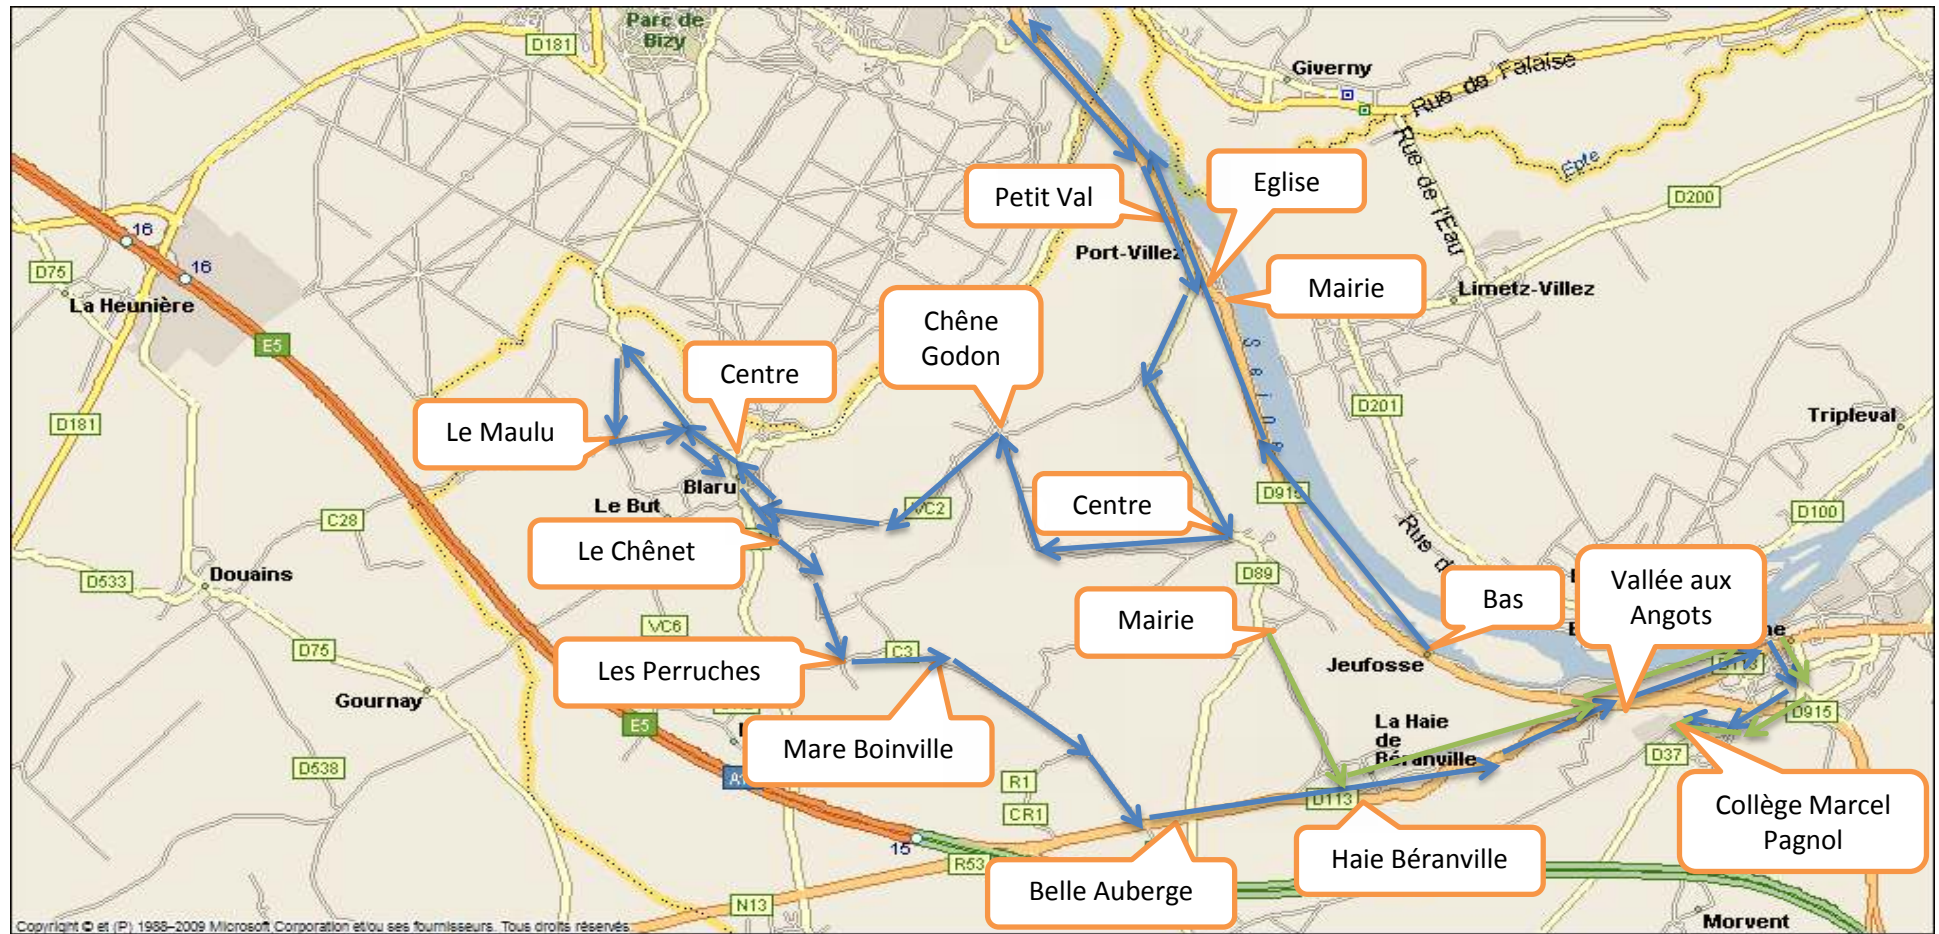 Parc de
Bizy
D181
Giverny
Rue de Falaise
Rue de l'Eau
Epte
D200
Petit Val
Eglise
Port-Villez
Mairie
Limetz-Villez
16
16
D75
La Heunière
E5
Chêne
Godon
Centre
Seine
D201
Tripleval
D181
Le Maulu
Blaru
Le But
VC2
Centre
D915
D100
C28
Le Chênet
Rue d
D533
Douains
D89
Bas
Vallée aux
Angots
Mairie
VC6
D75
Les Perruches
C3
Jeufosse
ne
D113
Gournay
E5
Mare Boinville
La Haie
de
Béranville
D915
D37
D538
R1
CR1
D113
Collège Marcel
Pagnol
15
R53
Haie Béranville
Belle Auberge
N13
Morvent
Copyright © et (P) 1988–2009 Microsoft Corporation et/ou ses fournisseurs. Tous droits réservés.